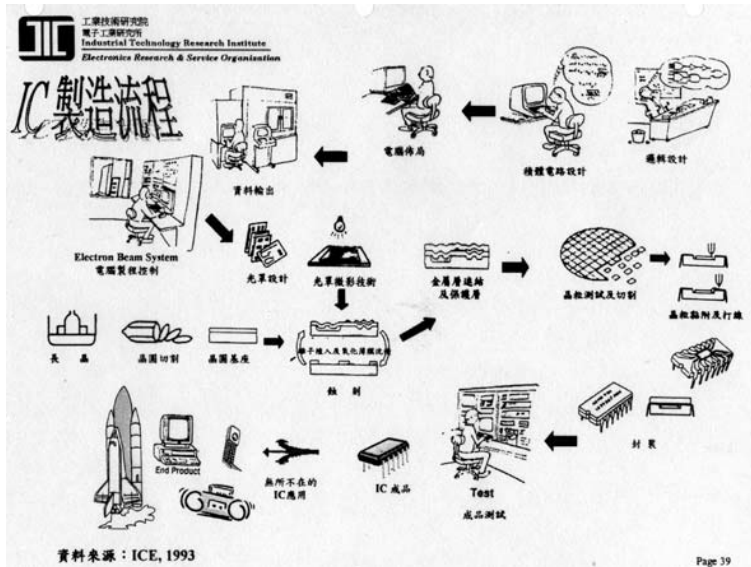 工業技術研究院
電子工業研究所
Industrial Technology Research Institute
Electronics Research & Service Organization
IC 製造流程
邏輯設計
積體電路設計
電腦佈局
資料輸出
Electron Beam System
電腦製程控制
光罩設計
光罩微影技術
金屬層連結
及保護層
晶粒測試及切割
晶粒黏附及打線
長 晶
晶圓切割
晶圓基座
離子植入及氧化薄膜沈積
蝕 刻
封 裝
Test
成品測試
IC 成品
無所不在的
IC應用
End Product
資料來源：ICE, 1993
Page 39